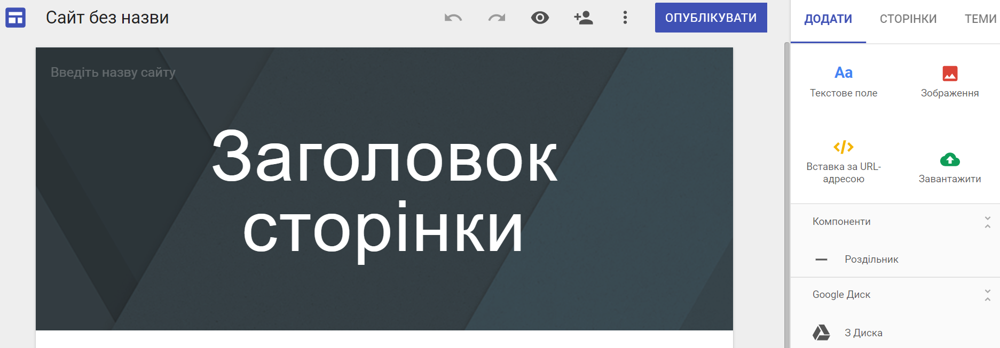 Сайт без назви
ОПУБЛІКУВАТИ
ДОДАТИ
СТОРІНКИ
ТЕМИ
Введіть назву сайту
Заголовок
сторінки
Aa
Текстове поле
Зображення
Вставка за URL-
адресою
Завантажити
Компоненти
Роздільник
Google Диск
З Диска